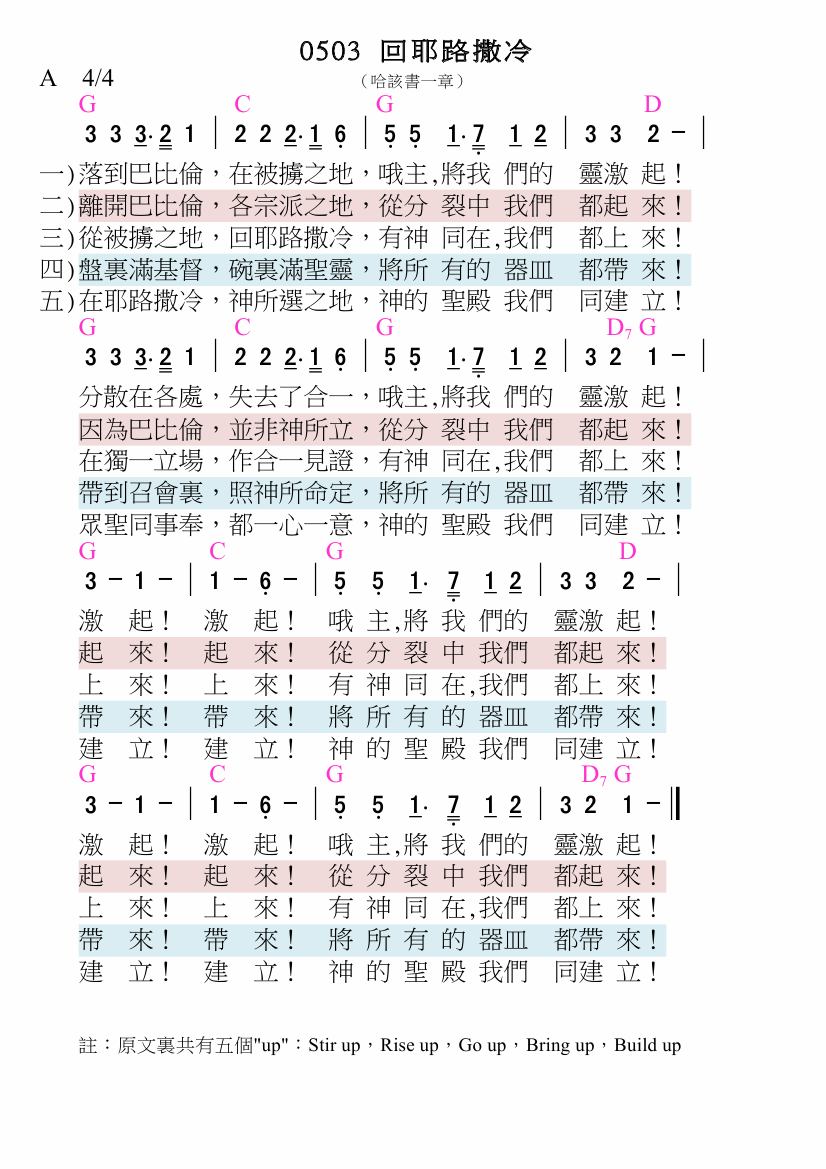 0503 回耶路撒冷
A 4/4 （哈該書一章）
G C G D
3 3 3· 2 1 | 2 2 2· 1 6 | 5 5 1· 7 1 2 | 3 3 2 － |
一)落到巴比倫，在被擄之地，哦主,將我 們的 靈激 起！
二)離開巴比倫，各宗派之地，從分 裂中 我們 都起 來！
三)從被擄之地，回耶路撒冷，有神 同在,我們 都上 來！
四)盤裏滿基督，碗裏滿聖靈，將所 有的 器皿 都帶 來！
五)在耶路撒冷，神所選之地，神的 聖殿 我們 同建 立！
G C G D7 G
3 3 3· 2 1 | 2 2 2· 1 6 | 5 5 1· 7 1 2 | 3 2 1 － |
分散在各處，失去了合一，哦主,將我 們的 靈激 起！
因為巴比倫，並非神所立，從分 裂中 我們 都起 來！
在獨一立場，作合一見證，有神 同在,我們 都上 來！
帶到召會裏，照神所命定，將所 有的 器皿 都帶 來！
眾聖同事奉，都一心一意，神的 聖殿 我們 同建 立！
G C G D
3 － 1 － | 1 － 6 － | 5 5 1· 7 1 2 | 3 3 2 － |
激 起！ 激 起！ 哦 主,將 我 們的 靈激 起！
起 來！ 起 來！ 從 分 裂 中 我們 都起 來！
上 來！ 上 來！ 有 神 同 在,我們 都上 來！
帶 來！ 帶 來！ 將 所 有 的 器皿 都帶 來！
建 立！ 建 立！ 神 的 聖 殿 我們 同建 立！
G C G D7 G
3 － 1 － | 1 － 6 － | 5 5 1· 7 1 2 | 3 2 1 － ‖
激 起！ 激 起！ 哦 主,將 我 們的 靈激 起！
起 來！ 起 來！ 從 分 裂 中 我們 都起 來！
上 來！ 上 來！ 有 神 同 在,我們 都上 來！
帶 來！ 帶 來！ 將 所 有 的 器皿 都帶 來！
建 立！ 建 立！ 神 的 聖 殿 我們 同建 立！
註：原文裏共有五個"up"：Stir up，Rise up，Go up，Bring up，Build up